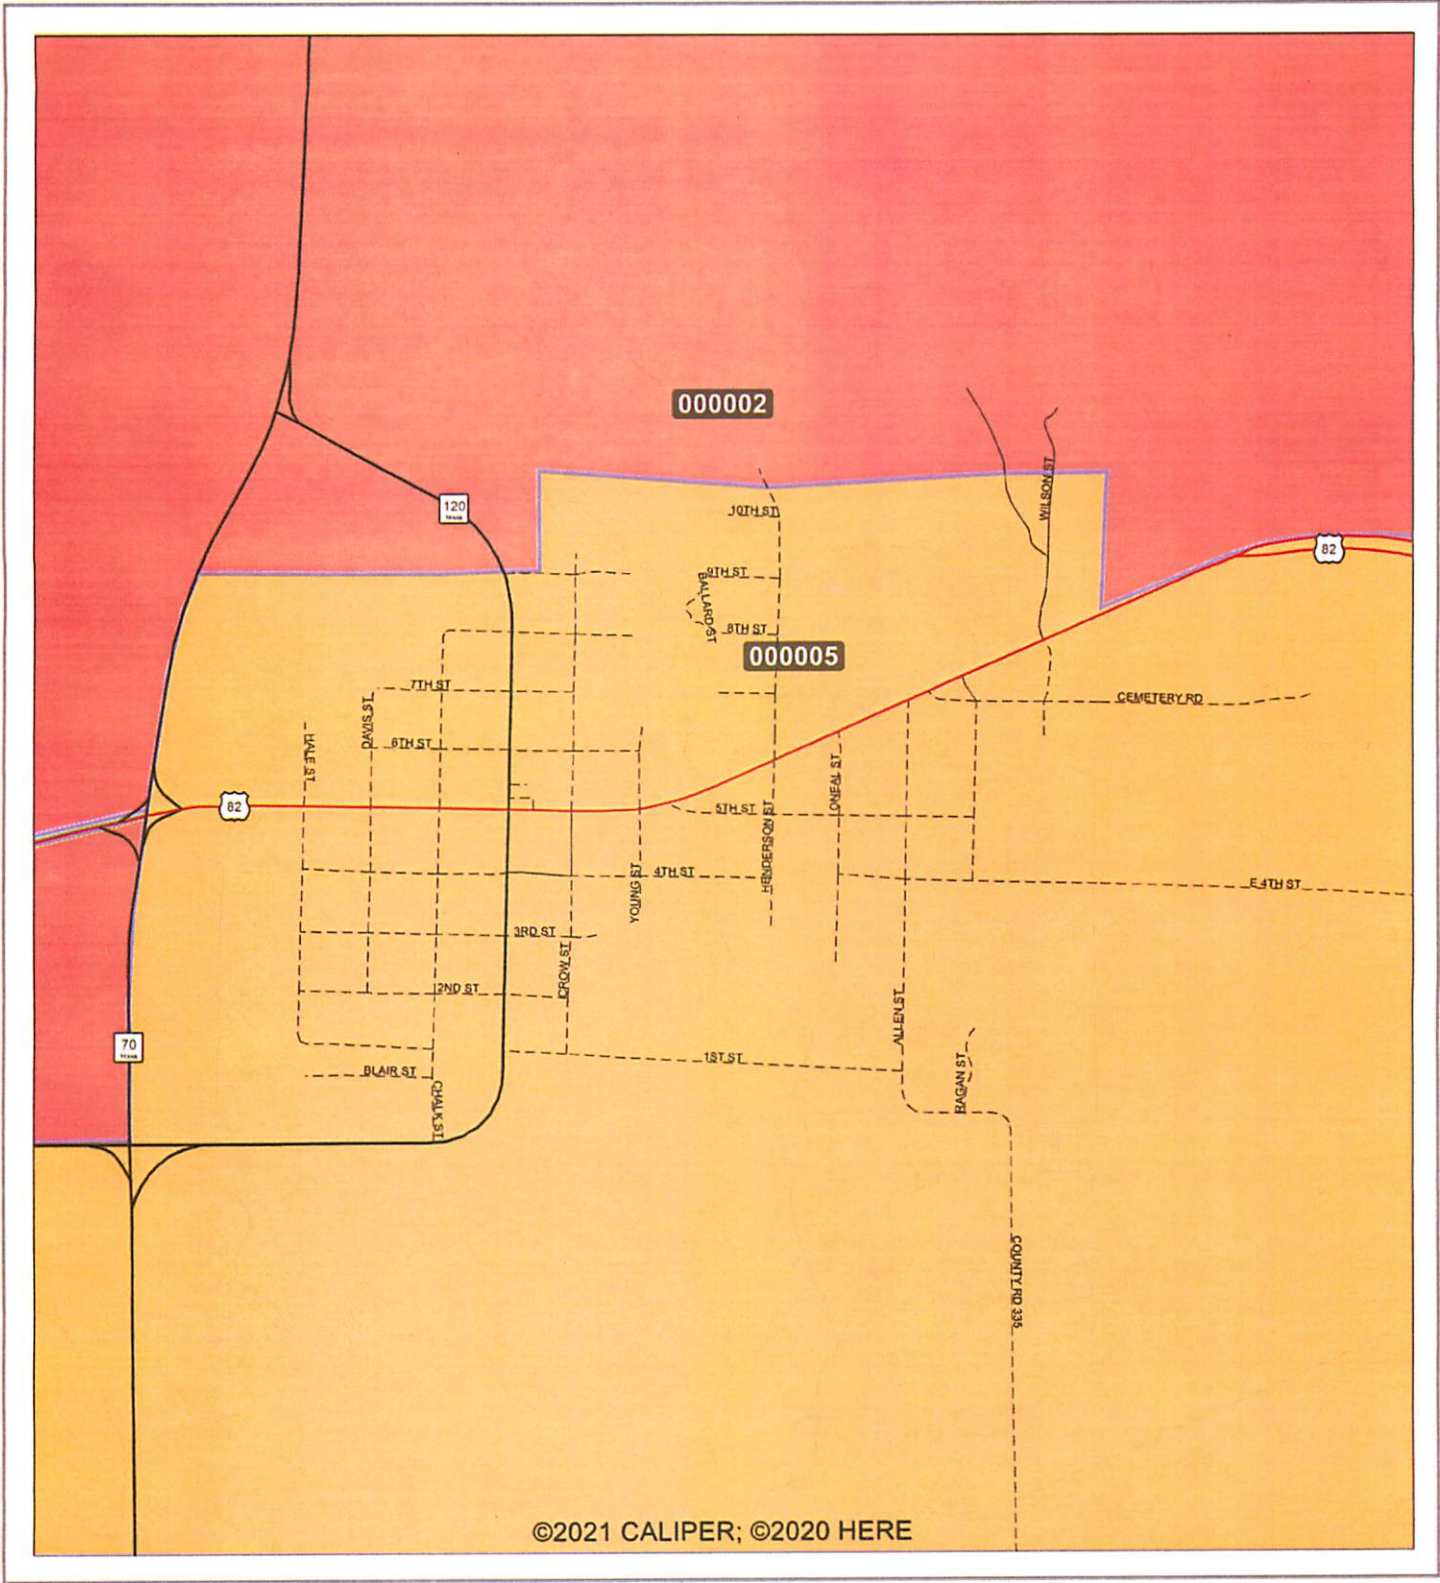 000002
120
TEXAS
WILSON ST
10TH ST
82
9TH ST
BALLARD ST
8TH ST
000005
7TH ST
CEMETERY RD
DAVIS ST
6TH ST
HALE ST
ONEAL ST
82
5TH ST
HENDERSON ST
4TH ST
YOUNG ST
E 4TH ST
3RD ST
CROW ST
2ND ST
ALLEN ST
70
TEXAS
1ST ST
BLAIR ST
RAGAN ST
CHALK ST
COUNTY RD 335
©2021 CALIPER; ©2020 HERE